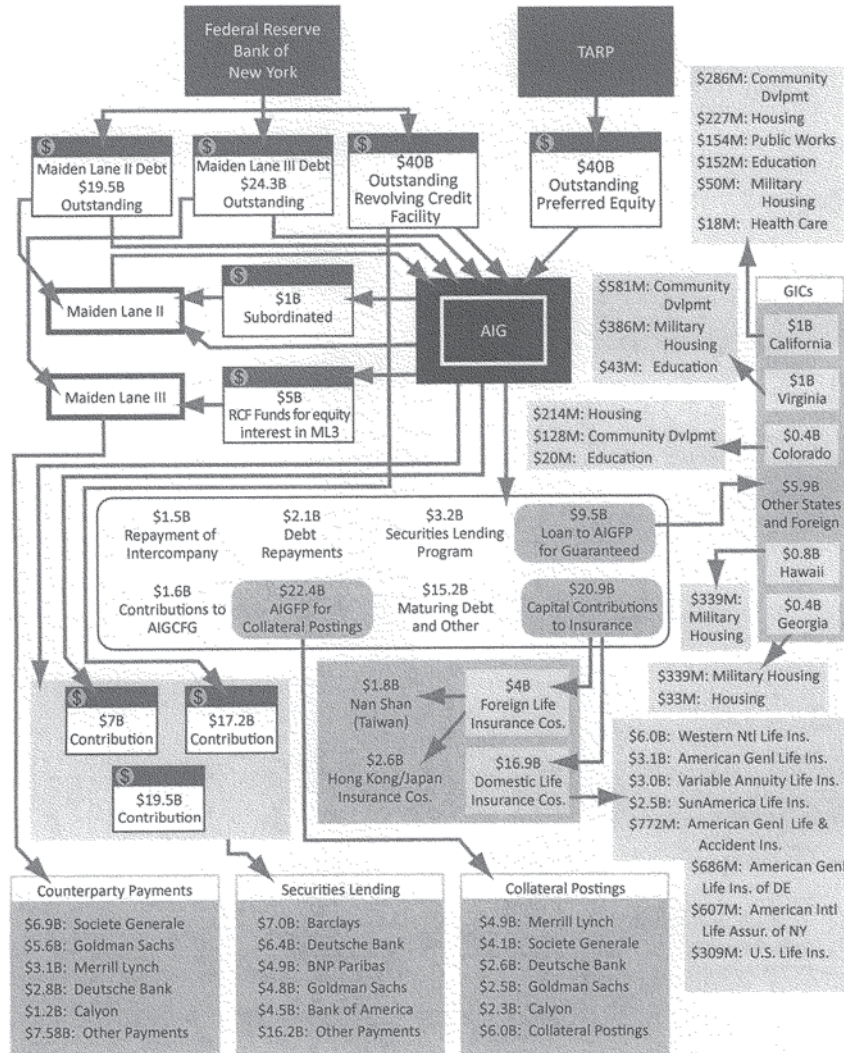 Federal Reserve
Bank of
New York
TARP
$286M: Community
Dvlpmt
$227M: Housing
$154M: Public Works
$152M: Education
$50M: Military
Housing
$18M: Health Care
$
Maiden Lane II Debt
$19.5B
Outstanding
$
Maiden Lane III Debt
$24.3B
Outstanding
$
$40B
Outstanding
Revolving Credit
Facility
$
$40B
Outstanding
Preferred Equity
Maiden Lane II
$
$1B
Subordinated
AIG
Maiden Lane III
$
$5B
RCF Funds for equity
interest in ML3
$581M: Community
Dvlpmt
$386M: Military
Housing
$43M: Education
$214M: Housing
$128M: Community Dvlpmt
$20M: Education
GICs
$1B
California
$1B
Virginia
$0.4B
Colorado
$5.9B
Other States
and Foreign
$0.8B
Hawaii
$0.4B
Georgia
$339M:
Military
Housing
$339M: Military Housing
$33M: Housing
$1.5B
Repayment of
Intercompany
$2.1B
Debt
Repayments
$3.2B
Securities Lending
Program
$9.5B
Loan to AIGFP
for Guaranteed
$1.6B
Contributions to
AIGCFG
$22.4B
AIGFP for
Collateral Postings
$15.2B
Maturing Debt
and Other
$20.9B
Capital Contributions
to Insurance
$
$7B
Contribution
$
$17.2B
Contribution
$
$19.5B
Contribution
$1.8B
Nan Shan
(Taiwan)
$4B
Foreign Life
Insurance Cos.
$2.6B
Hong Kong/Japan
Insurance Cos.
$16.9B
Domestic Life
Insurance Cos.
$6.0B: Western Ntl Life Ins.
$3.1B: American Genl Life Ins.
$3.0B: Variable Annuity Life Ins.
$2.5B: SunAmerica Life Ins.
$772M: American Genl Life &
Accident Ins.
$686M: American Genl
Life Ins. of DE
$607M: American Intl
Life Assur. of NY
$309M: U.S. Life Ins.
Counterparty Payments
$6.9B: Societe Generale
$5.6B: Goldman Sachs
$3.1B: Merrill Lynch
$2.8B: Deutsche Bank
$1.2B: Calyon
$7.58B: Other Payments
Securities Lending
$7.0B: Barclays
$6.4B: Deutsche Bank
$4.9B: BNP Paribas
$4.8B: Goldman Sachs
$4.5B: Bank of America
$16.2B: Other Payments
Collateral Postings
$4.9B: Merrill Lynch
$4.1B: Societe Generale
$2.6B: Deutsche Bank
$2.5B: Goldman Sachs
$2.3B: Calyon
$6.0B: Collateral Postings